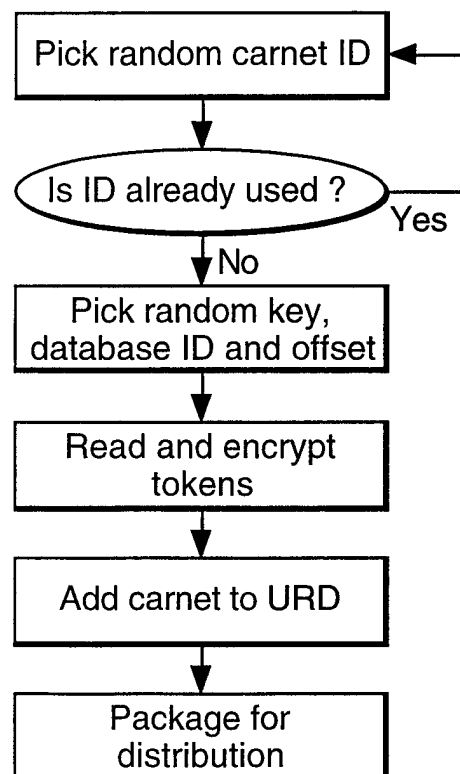 Pick random carnet ID
Is ID already used ?
Yes
No
Pick random key,
database ID and offset
Read and encrypt
tokens
Add carnet to URD
Package for
distribution